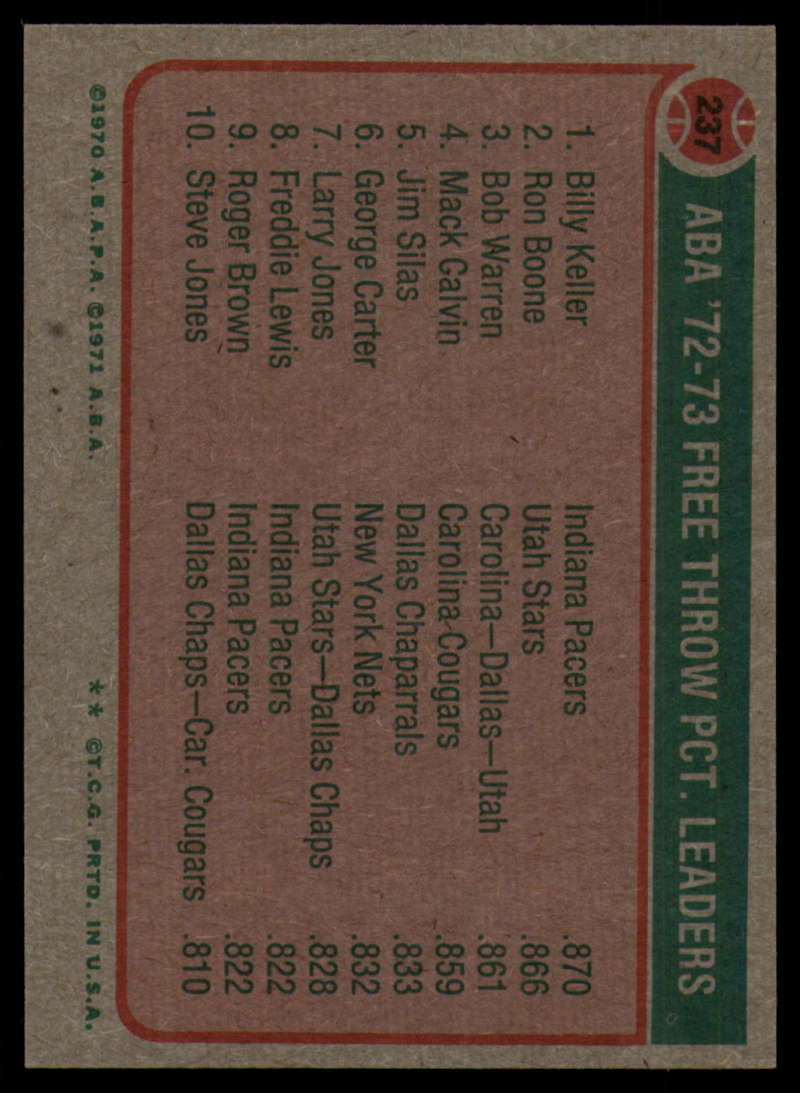 237
ABA '72-73 FREE THROW PCT. LEADERS
1. Billy Keller Indiana Pacers .870
2. Ron Boone Utah Stars .866
3. Bob Warren Carolina—Dallas—Utah .861
4. Mack Calvin Carolina Cougars .859
5. Jim Silas Dallas Chaparrals .833
6. George Carter New York Nets .832
7. Larry Jones Utah Stars—Dallas Chaps .828
8. Freddie Lewis Indiana Pacers .822
9. Roger Brown Indiana Pacers .822
10. Steve Jones Dallas Chaps—Car. Cougars .810
©1970 A.B.A.P.A. ©1971 A.B.A. ** ©T.C.G. PRTD. IN U.S.A.